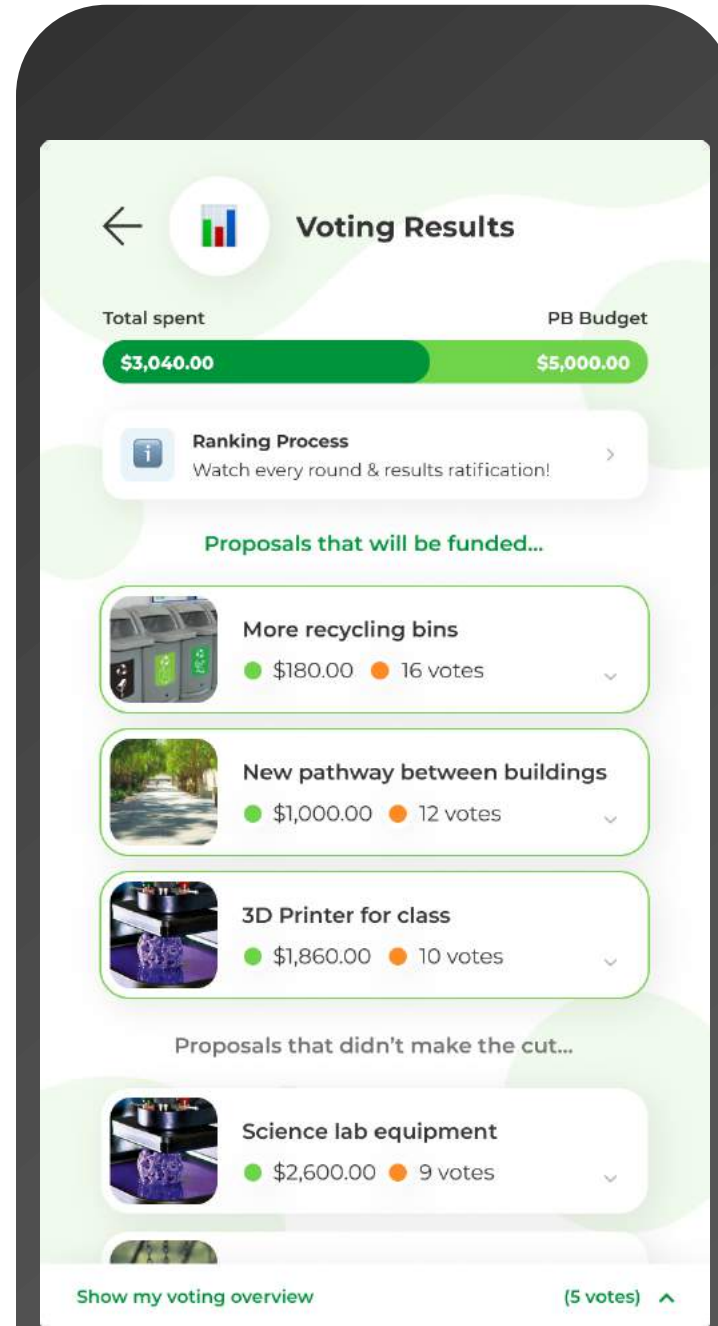 Voting Results
Total spent PB Budget
$3,040.00 $5,000.00
Ranking Process
Watch every round & results ratification!
Proposals that will be funded...
More recycling bins
$180.00 16 votes
New pathway between buildings
$1,000.00 12 votes
3D Printer for class
$1,860.00 10 votes
Proposals that didn't make the cut...
Science lab equipment
$2,600.00 9 votes
Show my voting overview (5 votes)